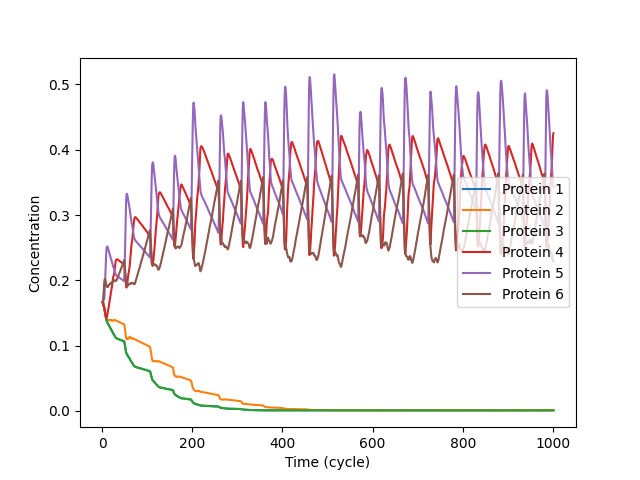 0.5
0.4
0.3
0.2
0.1
0.0
Concentration
0
200
400
600
800
1000
Time (cycle)
Protein 1
Protein 2
Protein 3
Protein 4
Protein 5
Protein 6